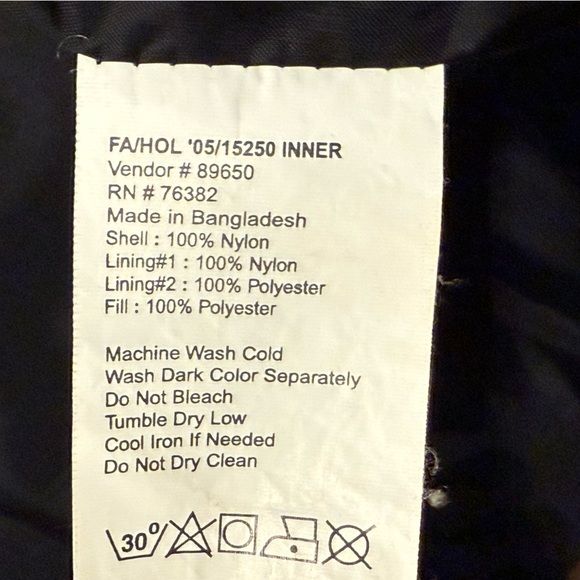 FA/HOL '05/15250 INNER
Vendor # 89650
RN # 76382
Made in Bangladesh
Shell : 100% Nylon
Lining#1 : 100% Nylon
Lining#2 : 100% Polyester
Fill : 100% Polyester
Machine Wash Cold
Wash Dark Color Separately
Do Not Bleach
Tumble Dry Low
Cool Iron If Needed
Do Not Dry Clean
30°